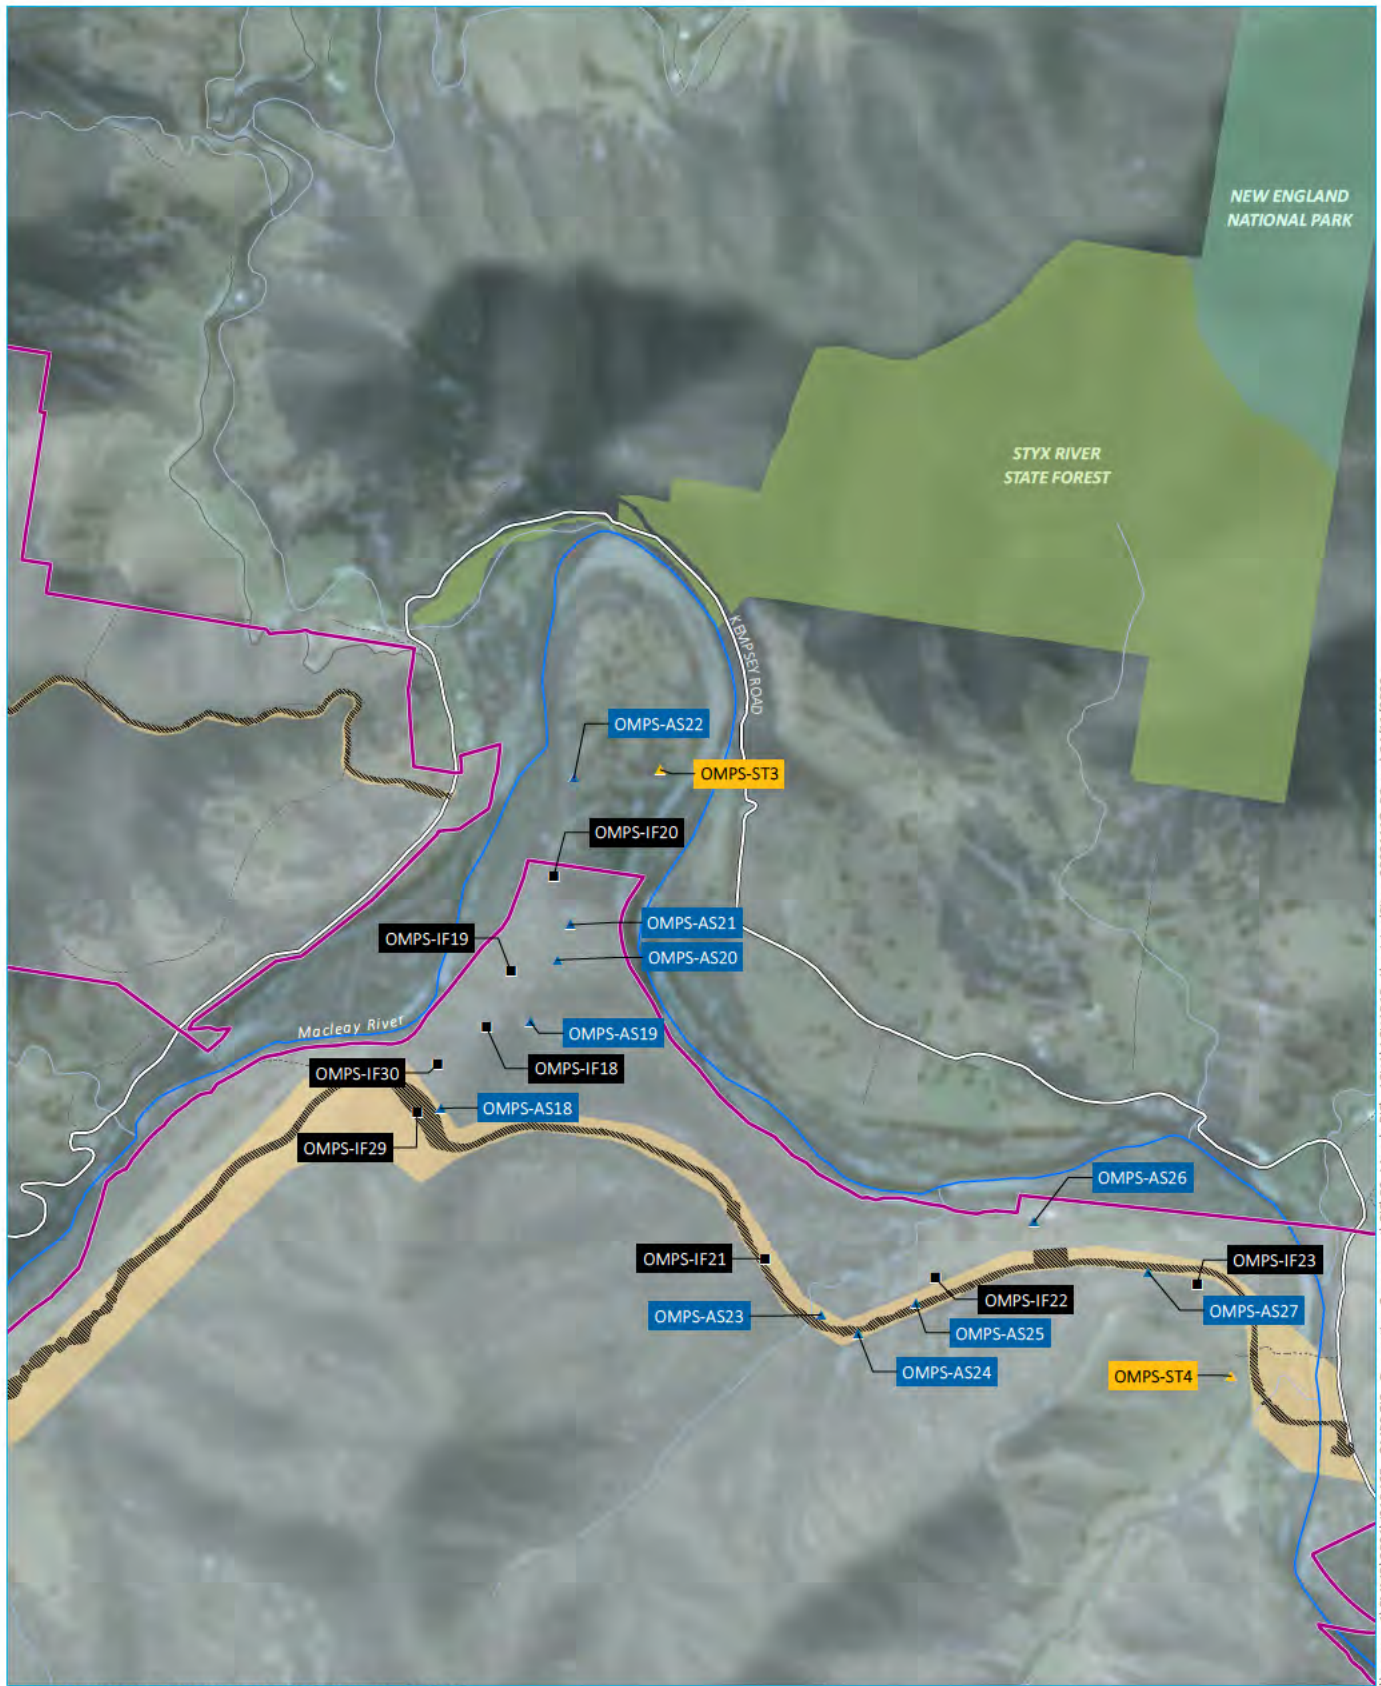 NEW ENGLAND
NATIONAL PARK
STYX RIVER
STATE FOREST
KEMPSEY ROAD
OMPS-AS22
OMPS-ST3
OMPS-IF20
OMPS-AS21
OMPS-IF19
OMPS-AS20
Macleay River
OMPS-AS19
OMPS-IF30
OMPS-IF18
OMPS-AS18
OMPS-IF29
OMPS-AS26
OMPS-IF21
OMPS-IF23
OMPS-IF22
OMPS-AS27
OMPS-AS23
OMPS-AS25
OMPS-AS24
OMPS-ST4